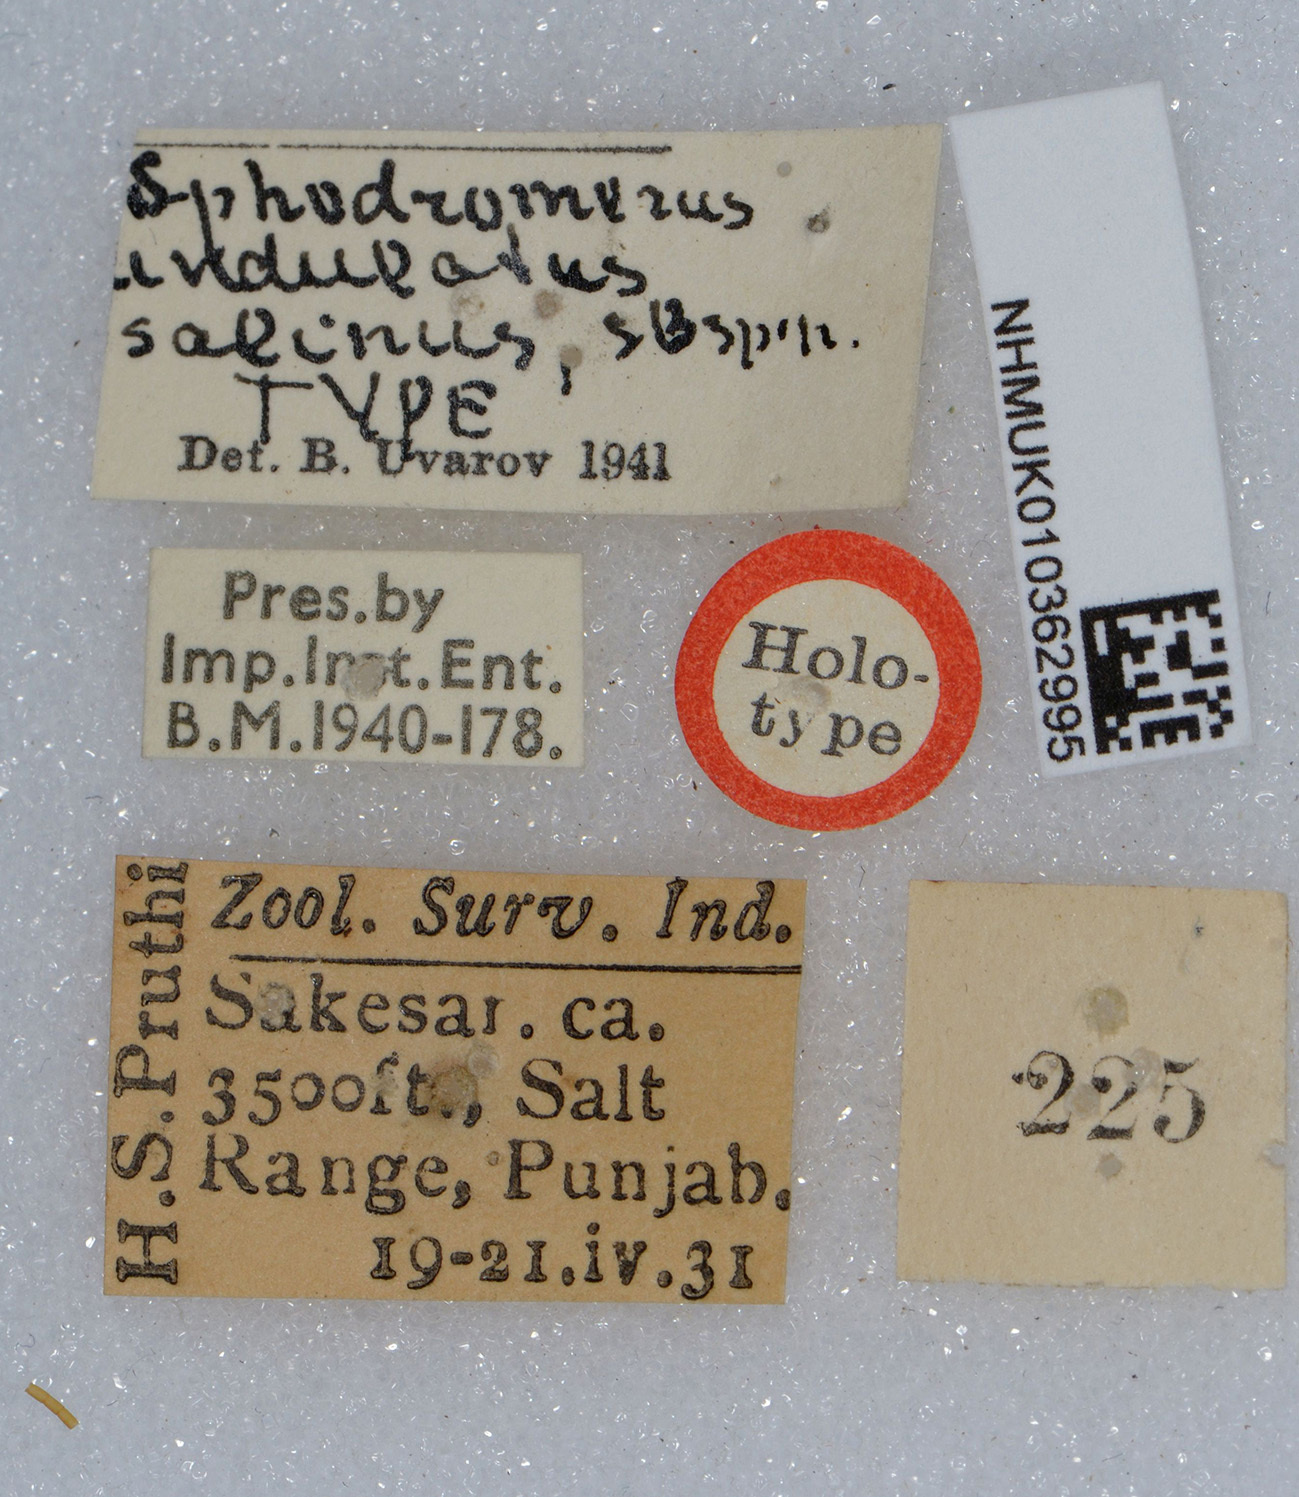 Sphodromerus
undulatus
salinus, sbsp.n.
TYPE
Det. B. Uvarov 1941
NHMUK010362995
Pres.by
Imp.Inst.Ent.
B.M.1940-178.
Holo-
type
H.S.Pruthi
Zool. Surv. Ind.
Sakesar. ca.
3500ft., Salt
Range, Punjab.
19-21.iv.31
225